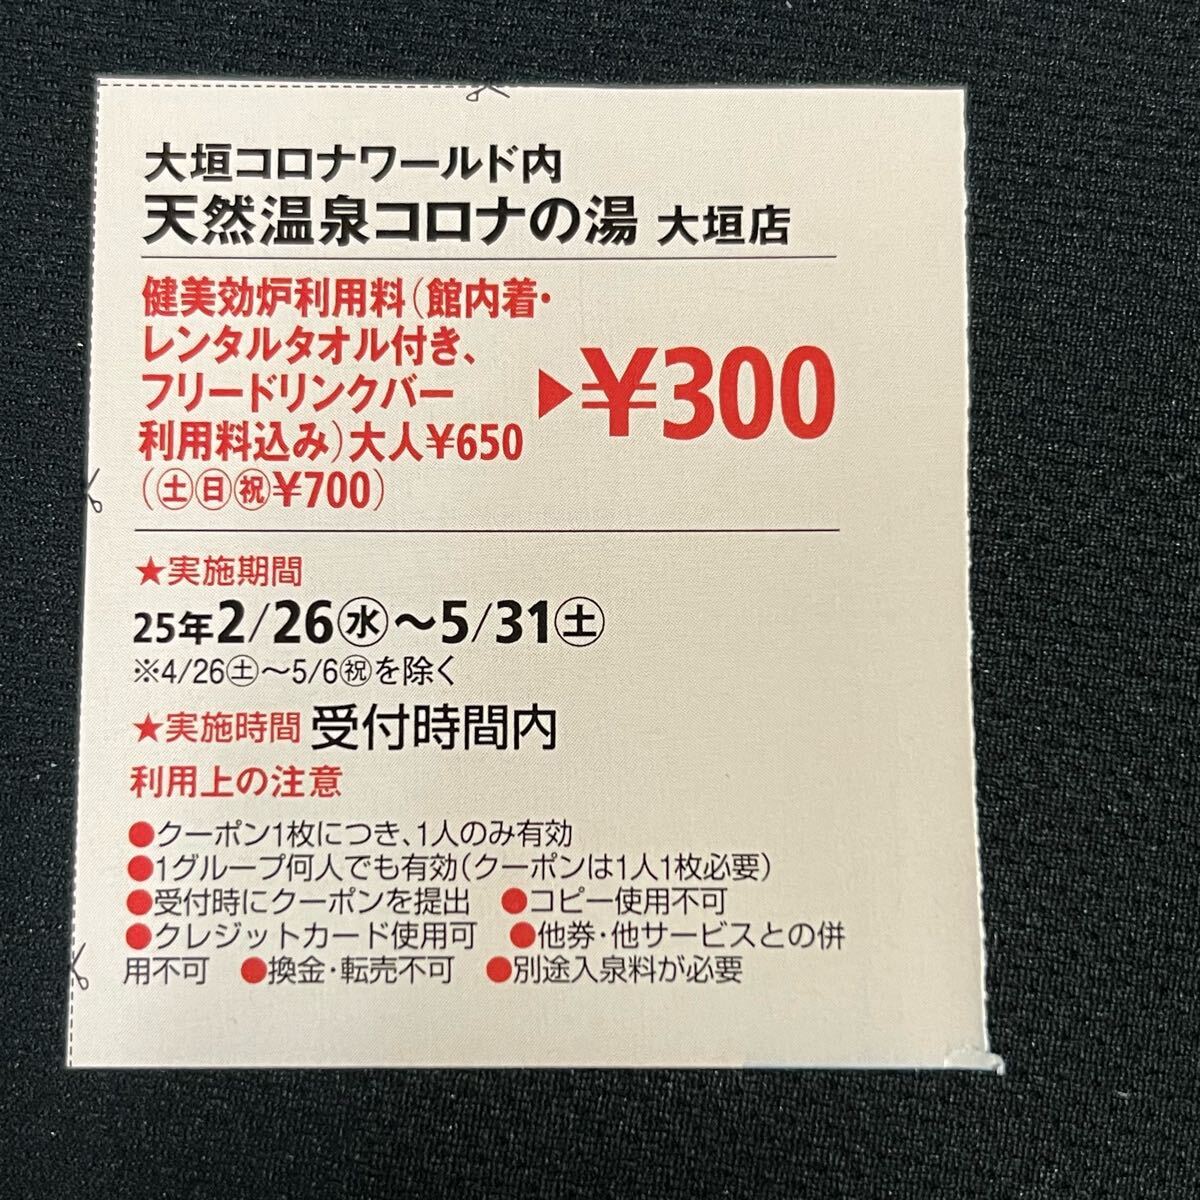 大垣コロナワールド内
天然温泉コロナの湯 大垣店
健美効炉利用料(館内着・
レンタルタオル付き、
フリードリンクバー
利用料込み)大人¥650
(㊏㊐㊗¥700)
▶¥300
★実施期間
25年2/26㊌～5/31㊏
※4/26㊏～5/6㊗を除く
★実施時間 受付時間内
利用上の注意
●クーポン1枚につき、1人のみ有効
●1グループ何人でも有効(クーポンは1人1枚必要)
●受付時にクーポンを提出 ●コピー使用不可
●クレジットカード使用可 ●他券・他サービスとの併
用不可 ●換金・転売不可 ●別途入泉料が必要